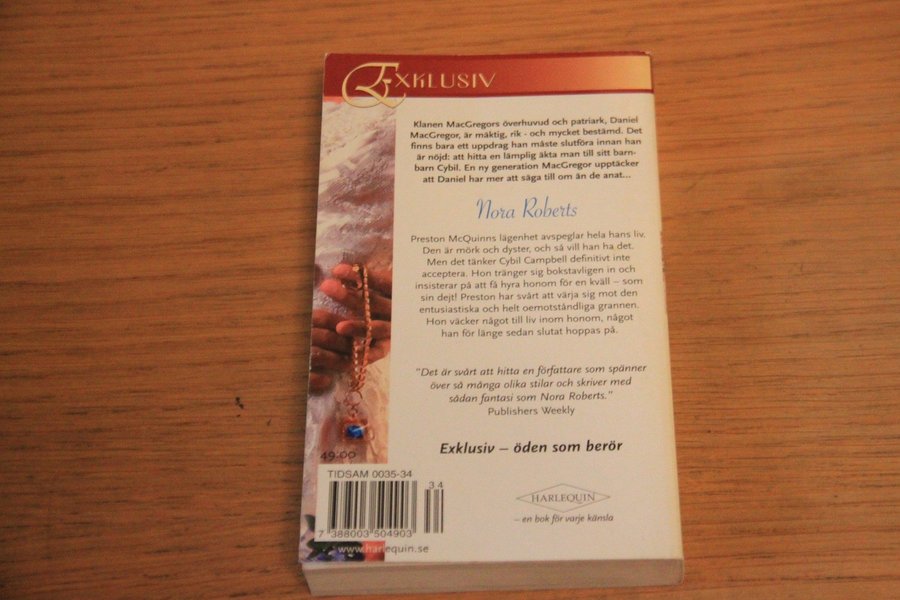 EXKLUSIV
Klanen MacGregors överhuvud och patriark, Daniel
MacGregor, är mäktig, rik - och mycket bestämd. Det
finns bara ett uppdrag han måste slutföra innan han
är nöjd: att hitta en lämplig äkta man till sitt barn-
barn Cybil. En ny generation MacGregor upptäcker
att Daniel har mer att säga till om än de anat...
Nora Roberts
Preston McQuinns lägenhet avspeglar hela hans liv.
Den är mörk och dyster, och så vill han ha det.
Men det tänker Cybil Campbell definitivt inte
acceptera. Hon tränger sig bokstavligen in och
insisterar på att få hyra honom för en kväll – som
sin dejt! Preston har svårt att värja sig mot den
entusiastiska och helt oemotståndliga grannen.
Hon väcker något till liv inom honom, något
han för länge sedan slutat hoppas på.
"Det är svårt att hitta en författare som spänner
över så många olika stilar och skriver med
sådan fantasi som Nora Roberts."
Publishers Weekly
Exklusiv – öden som berör
49:00
TIDSAM 0035-34
34
7 388003 504903
HARLEQUIN
– en bok för varje känsla
www.harlequin.se